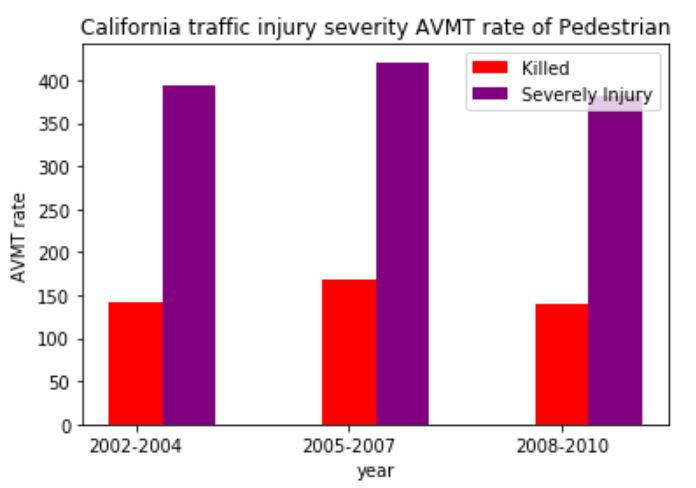 California traffic injury severity AVMT rate of Pedestrian
Killed
Severely Injury
400
350
300
250
200
150
100
50
0
AVMT rate
2002-2004 2005-2007 2008-2010
year